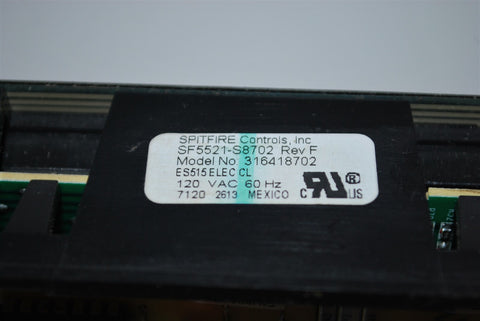 SPITFIRE Controls, Inc
SF5521-S8702 Rev F
Model No: 316418702
ES515 ELEC CL
120 VAC 60 Hz
7120 2613 MEXICO
C RU ® US